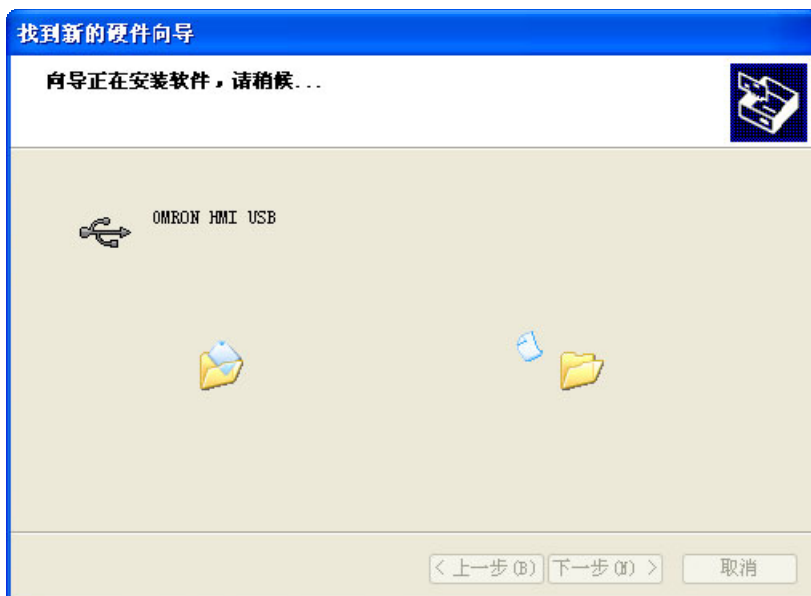 找到新的硬件向导
向导正在安装软件，请稍候...
OMRON HMI USB
< 上一步(B) 下一步(N) > 取消